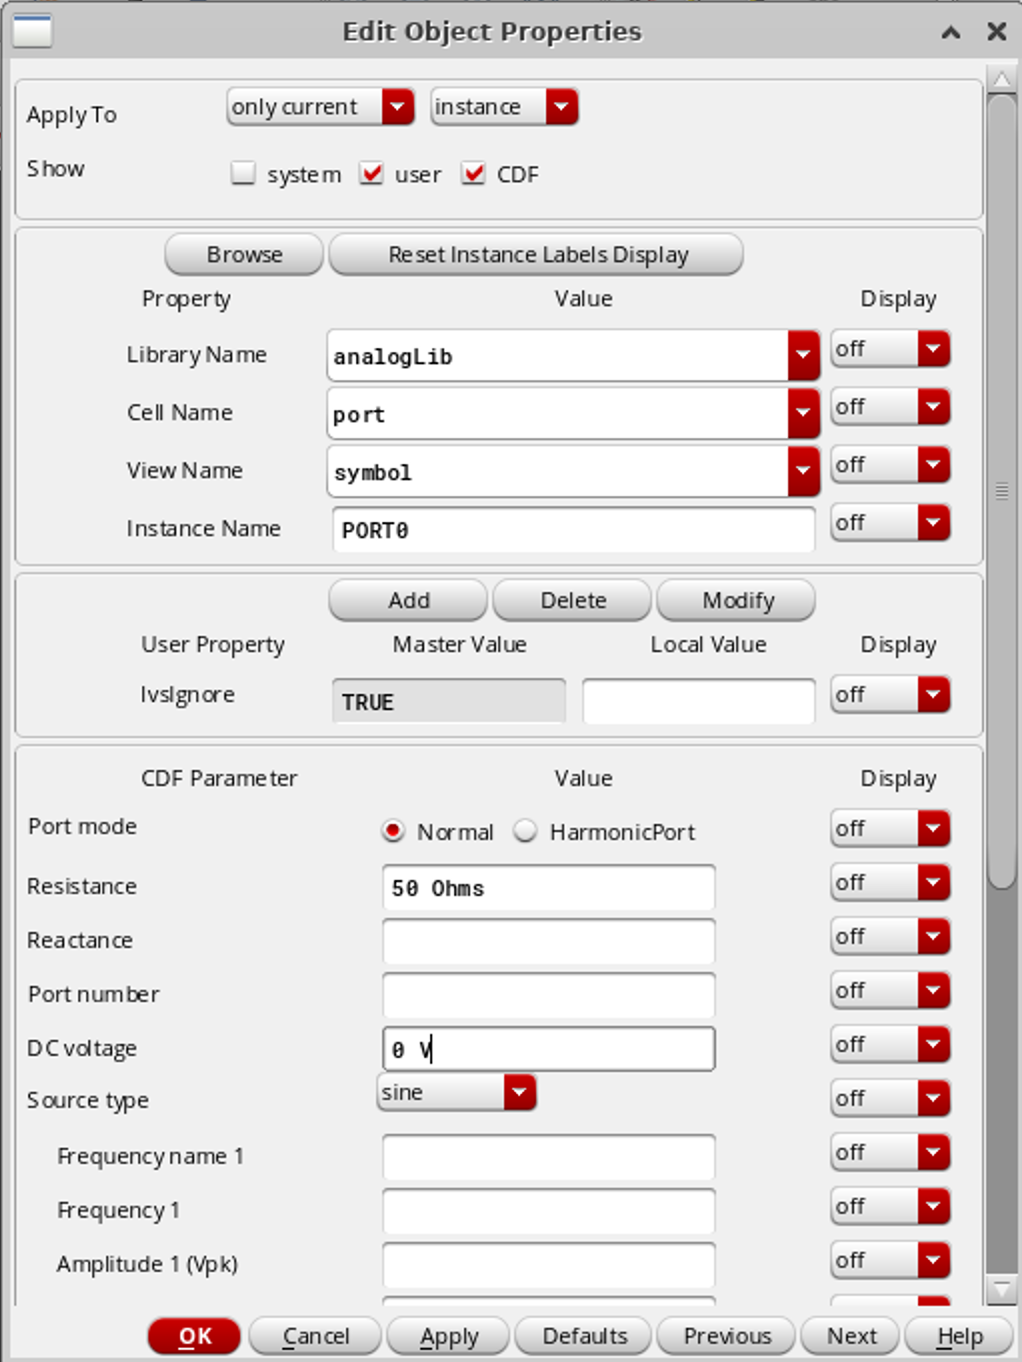 Edit Object Properties
Apply To only current instance
Show system user CDF
Browse Reset Instance Labels Display
Property Value Display
Library Name analogLib off
Cell Name port off
View Name symbol off
Instance Name PORT0 off
Add Delete Modify
User Property Master Value Local Value Display
lvsIgnore TRUE off
CDF Parameter Value Display
Port mode Normal HarmonicPort off
Resistance 50 Ohms off
Reactance off
Port number off
DC voltage 0 V off
Source type sine off
Frequency name 1 off
Frequency 1 off
Amplitude 1 (Vpk) off
OK Cancel Apply Defaults Previous Next Help